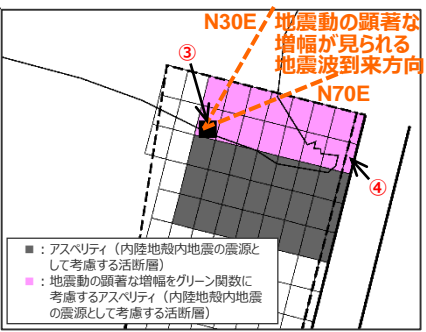 N30E 地震動の顕著な
増幅が見られる
地震波到来方向
N70E
③
④
■：アスペリティ（内陸地殻内地震の震源と
して考慮する活断層）
■：地震動の顕著な増幅をグリーン関数に
考慮するアスペリティ（内陸地殻内地震
の震源として考慮する活断層）